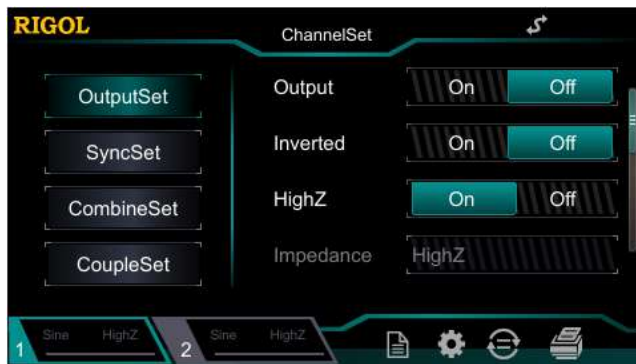 RIGOL
ChannelSet
OutputSet
Output
On
Off
SyncSet
Inverted
On
Off
CombineSet
HighZ
On
Off
CoupleSet
Impedance
HighZ
1
Sine
HighZ
2
Sine
HighZ